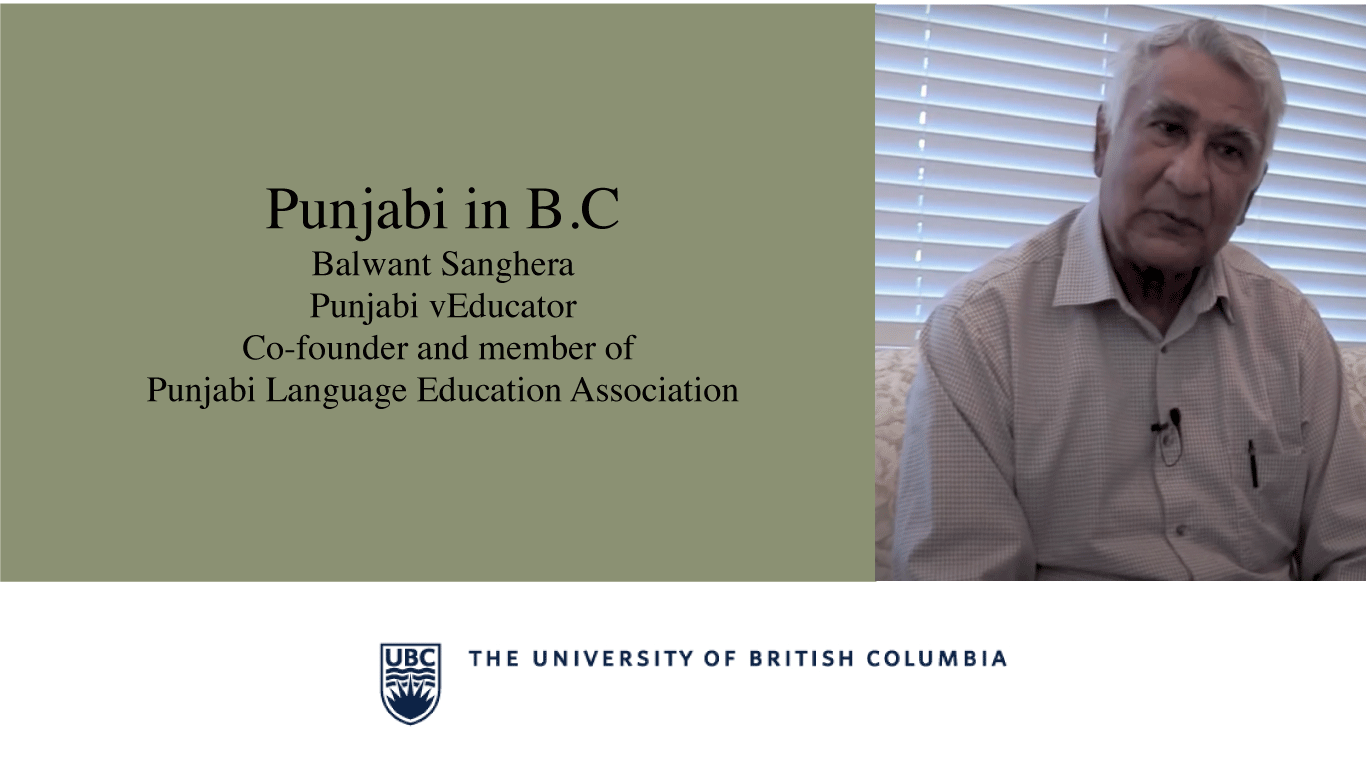 Punjabi in B.C
Balwant Sanghera
Punjabi vEducator
Co-founder and member of
Punjabi Language Education Association
UBC
THE UNIVERSITY OF BRITISH COLUMBIA